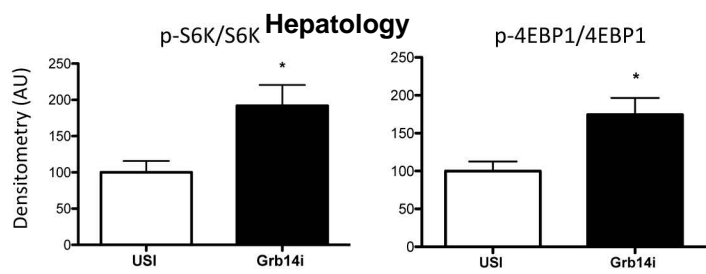 Hepatology
p-S6K/S6K
p-4EBP1/4EBP1
Densitometry (AU)
250
200
150
100
50
0
*
USI
Grb14i
250
200
150
100
50
0
*
USI
Grb14i